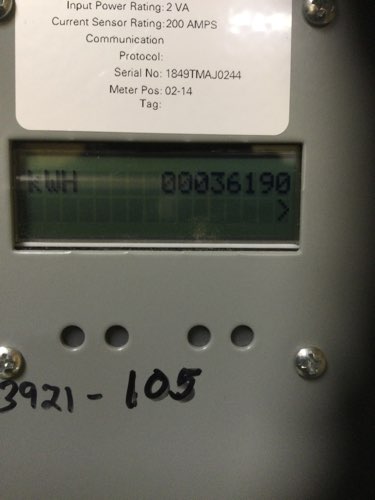 Input Power Rating: 2 VA
Current Sensor Rating: 200 AMPS
Communication
Protocol:
Serial No: 1849TMAJ0244
Meter Pos: 02-14
Tag:
KWH 00036190
>
3921 - 105